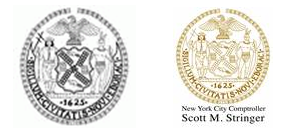 SIGILLUM·CIVITATIS·NOVI·EBORACI
·1625·
SIGILLUM·CIVITATIS·NOVI·EBORACI
·1625·
New York City Comptroller
Scott M. Stringer